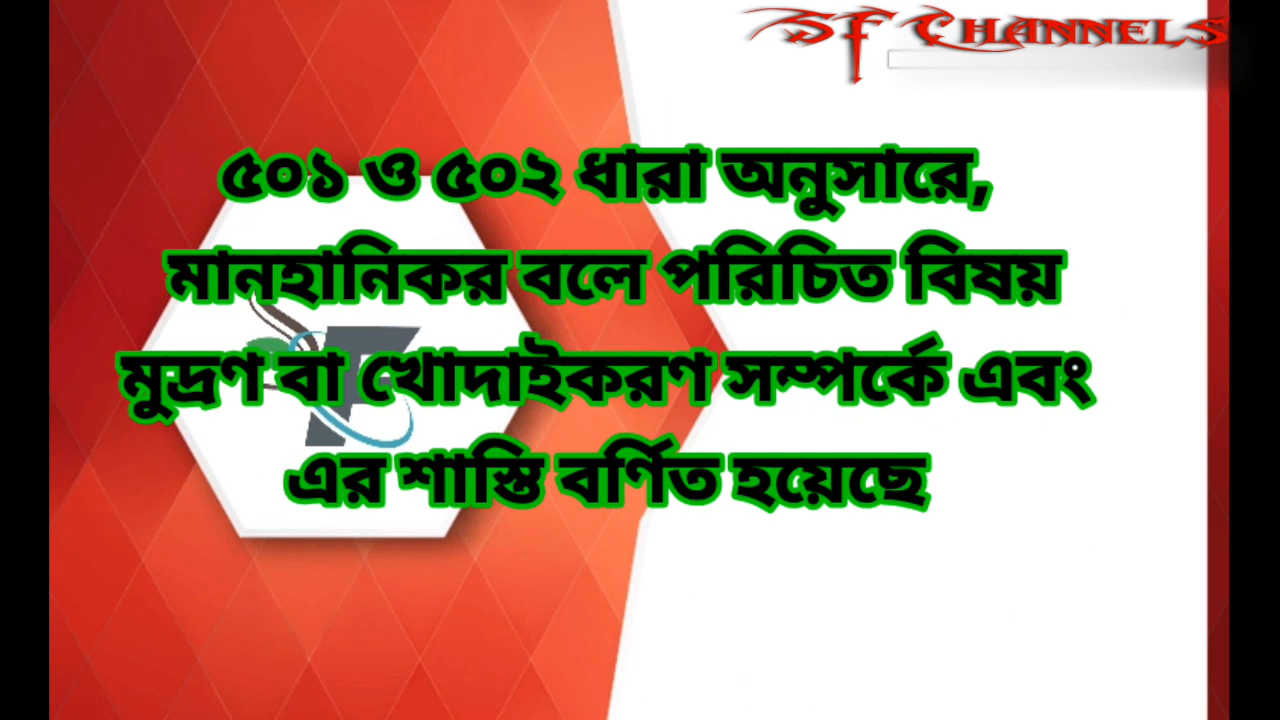 SF Channels
৫০১ ও ৫০২ ধারা অনুসারে,
মানহানিকর বলে পরিচিত বিষয়
মুদ্রণ বা খোদাইকরণ সম্পর্কে এবং
এর শাস্তি বর্ণিত হয়েছে